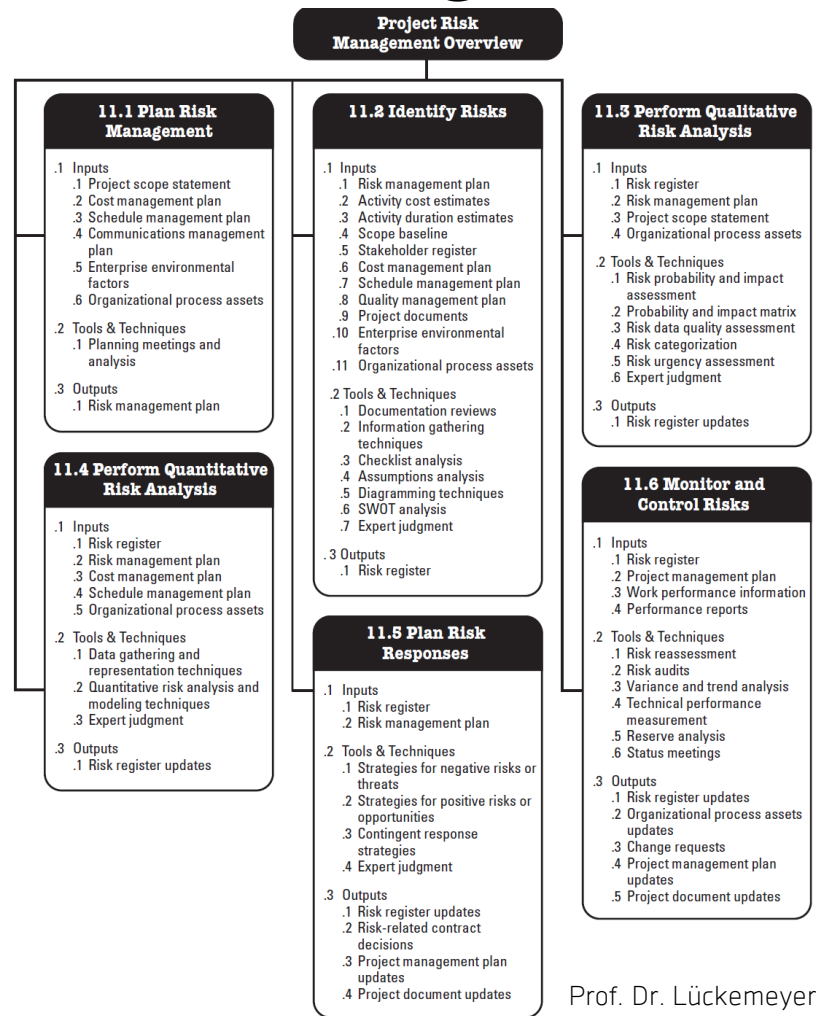 Project Risk
Management Overview
11.1 Plan Risk
Management
.1 Inputs
.1 Project scope statement
.2 Cost management plan
.3 Schedule management plan
.4 Communications management
plan
.5 Enterprise environmental
factors
.6 Organizational process assets
.2 Tools & Techniques
.1 Planning meetings and
analysis
.3 Outputs
.1 Risk management plan
11.2 Identify Risks
.1 Inputs
.1 Risk management plan
.2 Activity cost estimates
.3 Activity duration estimates
.4 Scope baseline
.5 Stakeholder register
.6 Cost management plan
.7 Schedule management plan
.8 Quality management plan
.9 Project documents
.10 Enterprise environmental
factors
.11 Organizational process assets
.2 Tools & Techniques
.1 Documentation reviews
.2 Information gathering
techniques
.3 Checklist analysis
.4 Assumptions analysis
.5 Diagramming techniques
.6 SWOT analysis
.7 Expert judgment
.3 Outputs
.1 Risk register
11.3 Perform Qualitative
Risk Analysis
.1 Inputs
.1 Risk register
.2 Risk management plan
.3 Project scope statement
.4 Organizational process assets
.2 Tools & Techniques
.1 Risk probability and impact
assessment
.2 Probability and impact matrix
.3 Risk data quality assessment
.4 Risk categorization
.5 Risk urgency assessment
.6 Expert judgment
.3 Outputs
.1 Risk register updates
11.4 Perform Quantitative
Risk Analysis
.1 Inputs
.1 Risk register
.2 Risk management plan
.3 Cost management plan
.4 Schedule management plan
.5 Organizational process assets
.2 Tools & Techniques
.1 Data gathering and
representation techniques
.2 Quantitative risk analysis and
modeling techniques
.3 Expert judgment
.3 Outputs
.1 Risk register updates
11.5 Plan Risk
Responses
.1 Inputs
.1 Risk register
.2 Risk management plan
.2 Tools & Techniques
.1 Strategies for negative risks or
threats
.2 Strategies for positive risks or
opportunities
.3 Contingent response
strategies
.4 Expert judgment
.3 Outputs
.1 Risk register updates
.2 Risk-related contract
decisions
.3 Project management plan
updates
.4 Project document updates
11.6 Monitor and
Control Risks
.1 Inputs
.1 Risk register
.2 Project management plan
.3 Work performance information
.4 Performance reports
.2 Tools & Techniques
.1 Risk reassessment
.2 Risk audits
.3 Variance and trend analysis
.4 Technical performance
measurement
.5 Reserve analysis
.6 Status meetings
.3 Outputs
.1 Risk register updates
.2 Organizational process assets
updates
.3 Change requests
.4 Project management plan
updates
.5 Project document updates
Prof. Dr. Lückemeyer